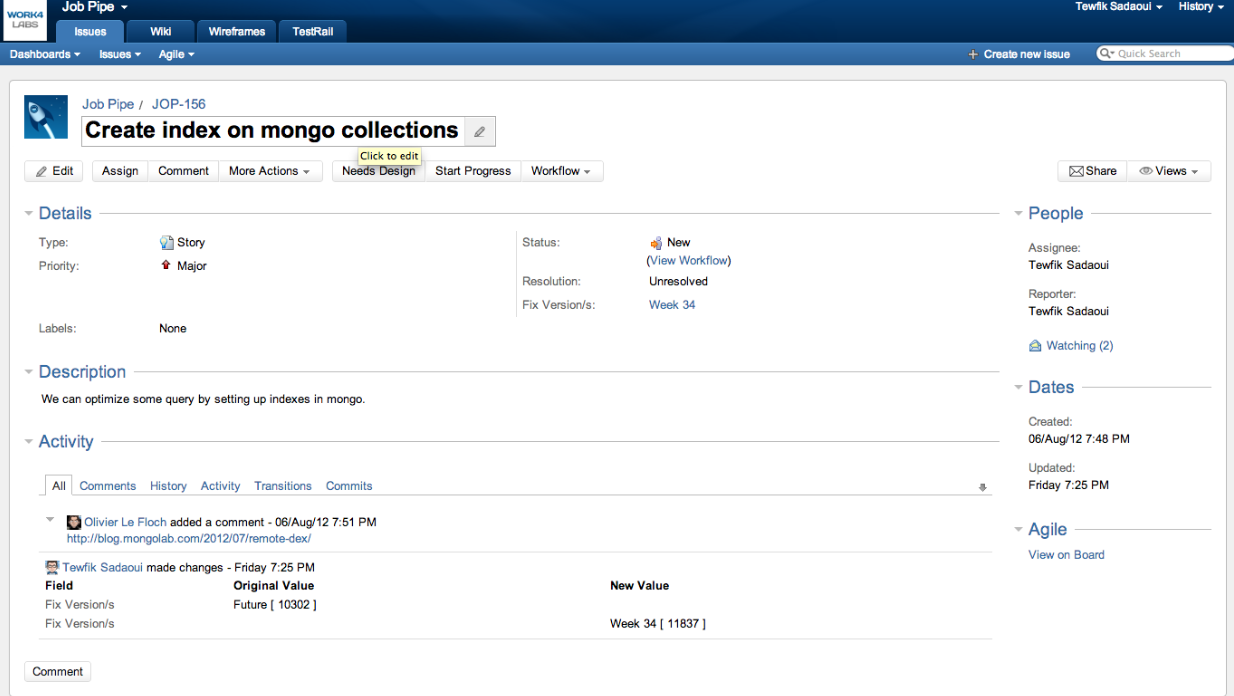 WORK4
LABS
Job Pipe
Tewfik Sadaoui History
Issues Wiki Wireframes TestRail
Dashboards Issues Agile
+ Create new issue Quick Search
Job Pipe / JOP-156
Create index on mongo collections
Click to edit
Edit Assign Comment More Actions Needs Design Start Progress Workflow Share Views
Details
Type: Story
Priority: Major
Status: New
(View Workflow)
Resolution: Unresolved
Fix Version/s: Week 34
Labels: None
Description
We can optimize some query by setting up indexes in mongo.
Activity
All Comments History Activity Transitions Commits
Olivier Le Floch added a comment - 06/Aug/12 7:51 PM
http://blog.mongolab.com/2012/07/remote-dex/
Tewfik Sadaoui made changes - Friday 7:25 PM
Field Original Value New Value
Fix Version/s Future [ 10302 ]
Fix Version/s Week 34 [ 11837 ]
Comment
People
Assignee:
Tewfik Sadaoui
Reporter:
Tewfik Sadaoui
Watching (2)
Dates
Created:
06/Aug/12 7:48 PM
Updated:
Friday 7:25 PM
Agile
View on Board